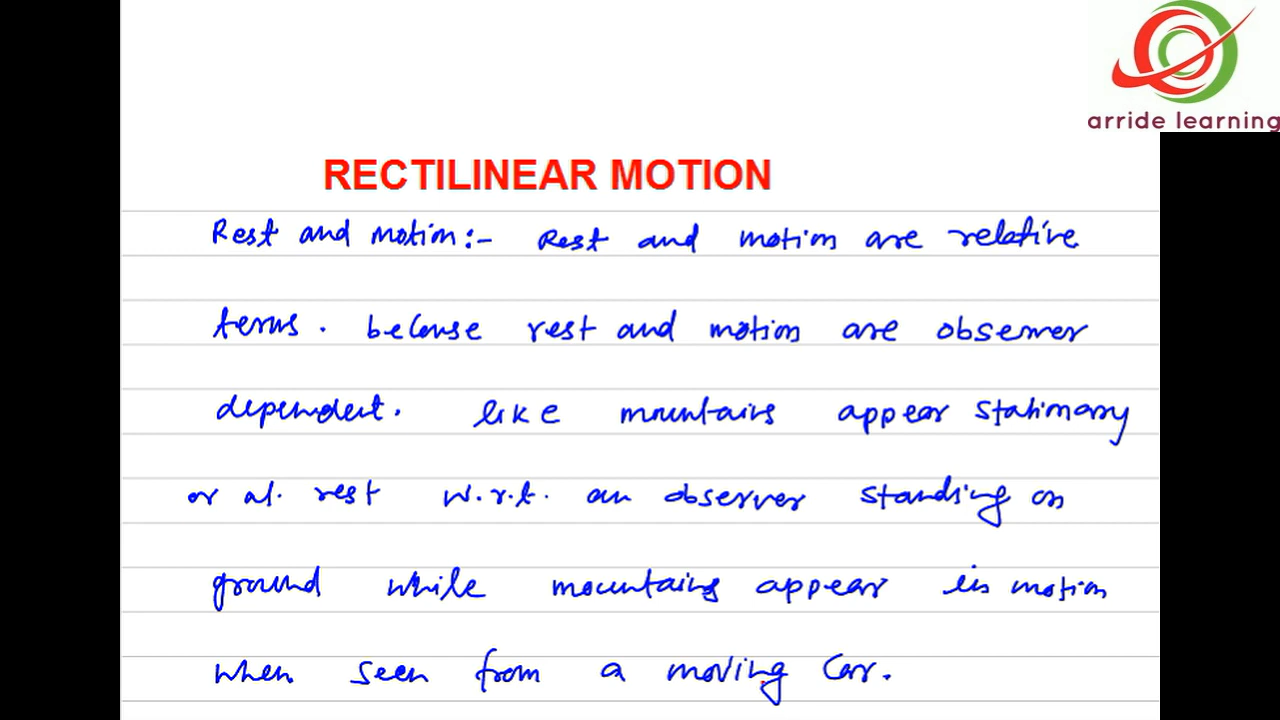 arride learning
RECTILINEAR MOTION
Rest and motion:- Rest and motion are relative
terms. becouse rest and motion are observer
dependent. like mountains appear stationary
or at. rest w.r.t. an observer standing on
ground while mountains appear in motion
when seen from a moving Car.